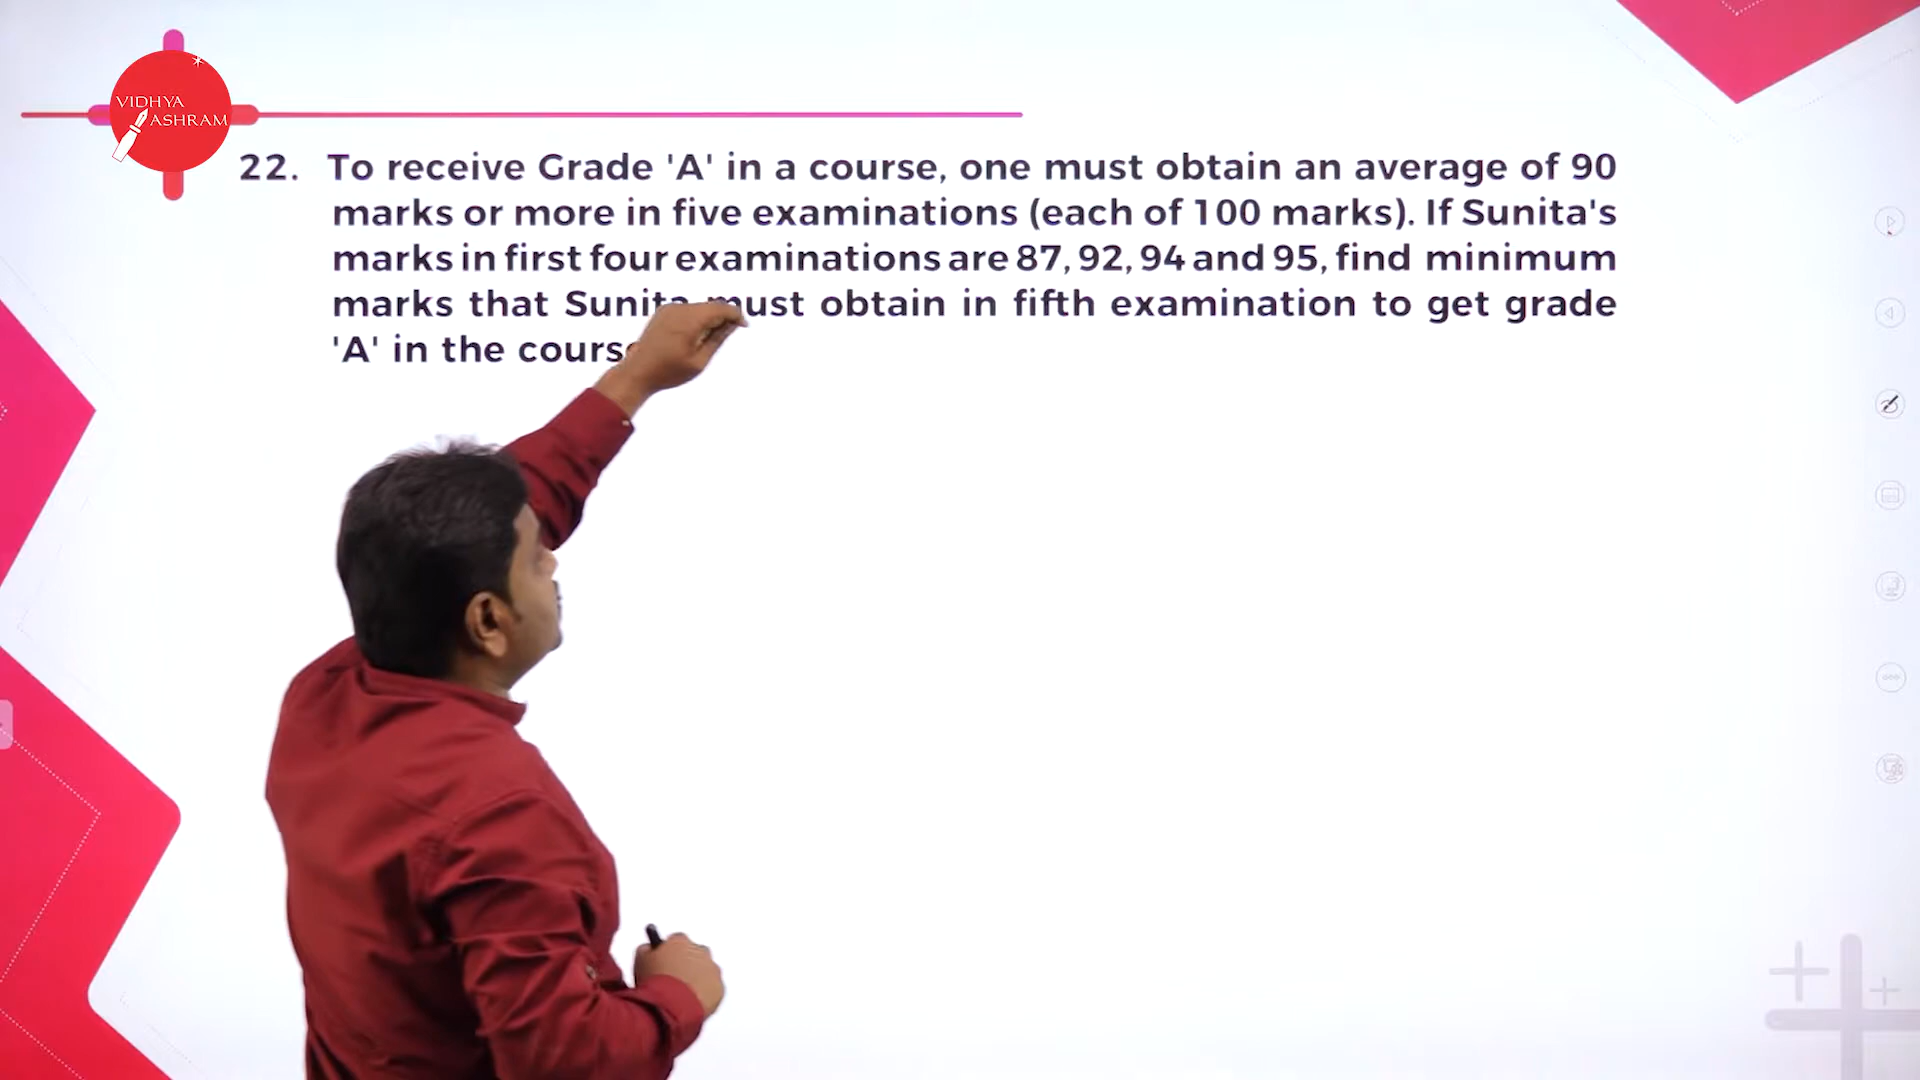 VIDHYA
ASHRAM
22. To receive Grade 'A' in a course, one must obtain an average of 90
marks or more in five examinations (each of 100 marks). If Sunita's
marks in first four examinations are 87, 92, 94 and 95, find minimum
marks that Sunita must obtain in fifth examination to get grade
'A' in the course